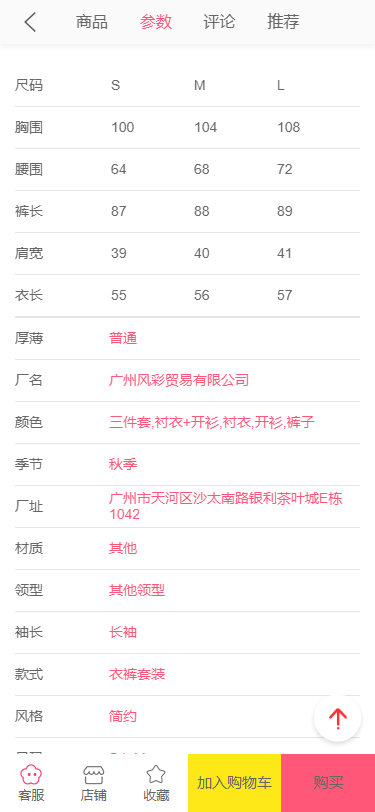 商品 参数 评论 推荐
尺码 S M L
胸围 100 104 108
腰围 64 68 72
裤长 87 88 89
肩宽 39 40 41
衣长 55 56 57
厚薄 普通
厂名 广州风彩贸易有限公司
颜色 三件套,衬衣+开衫,衬衣,开衫,裤子
季节 秋季
厂址 广州市天河区沙太南路银利茶叶城E栋
1042
材质 其他
领型 其他领型
袖长 长袖
款式 衣裤套装
风格 简约
客服 店铺 收藏 加入购物车 购买